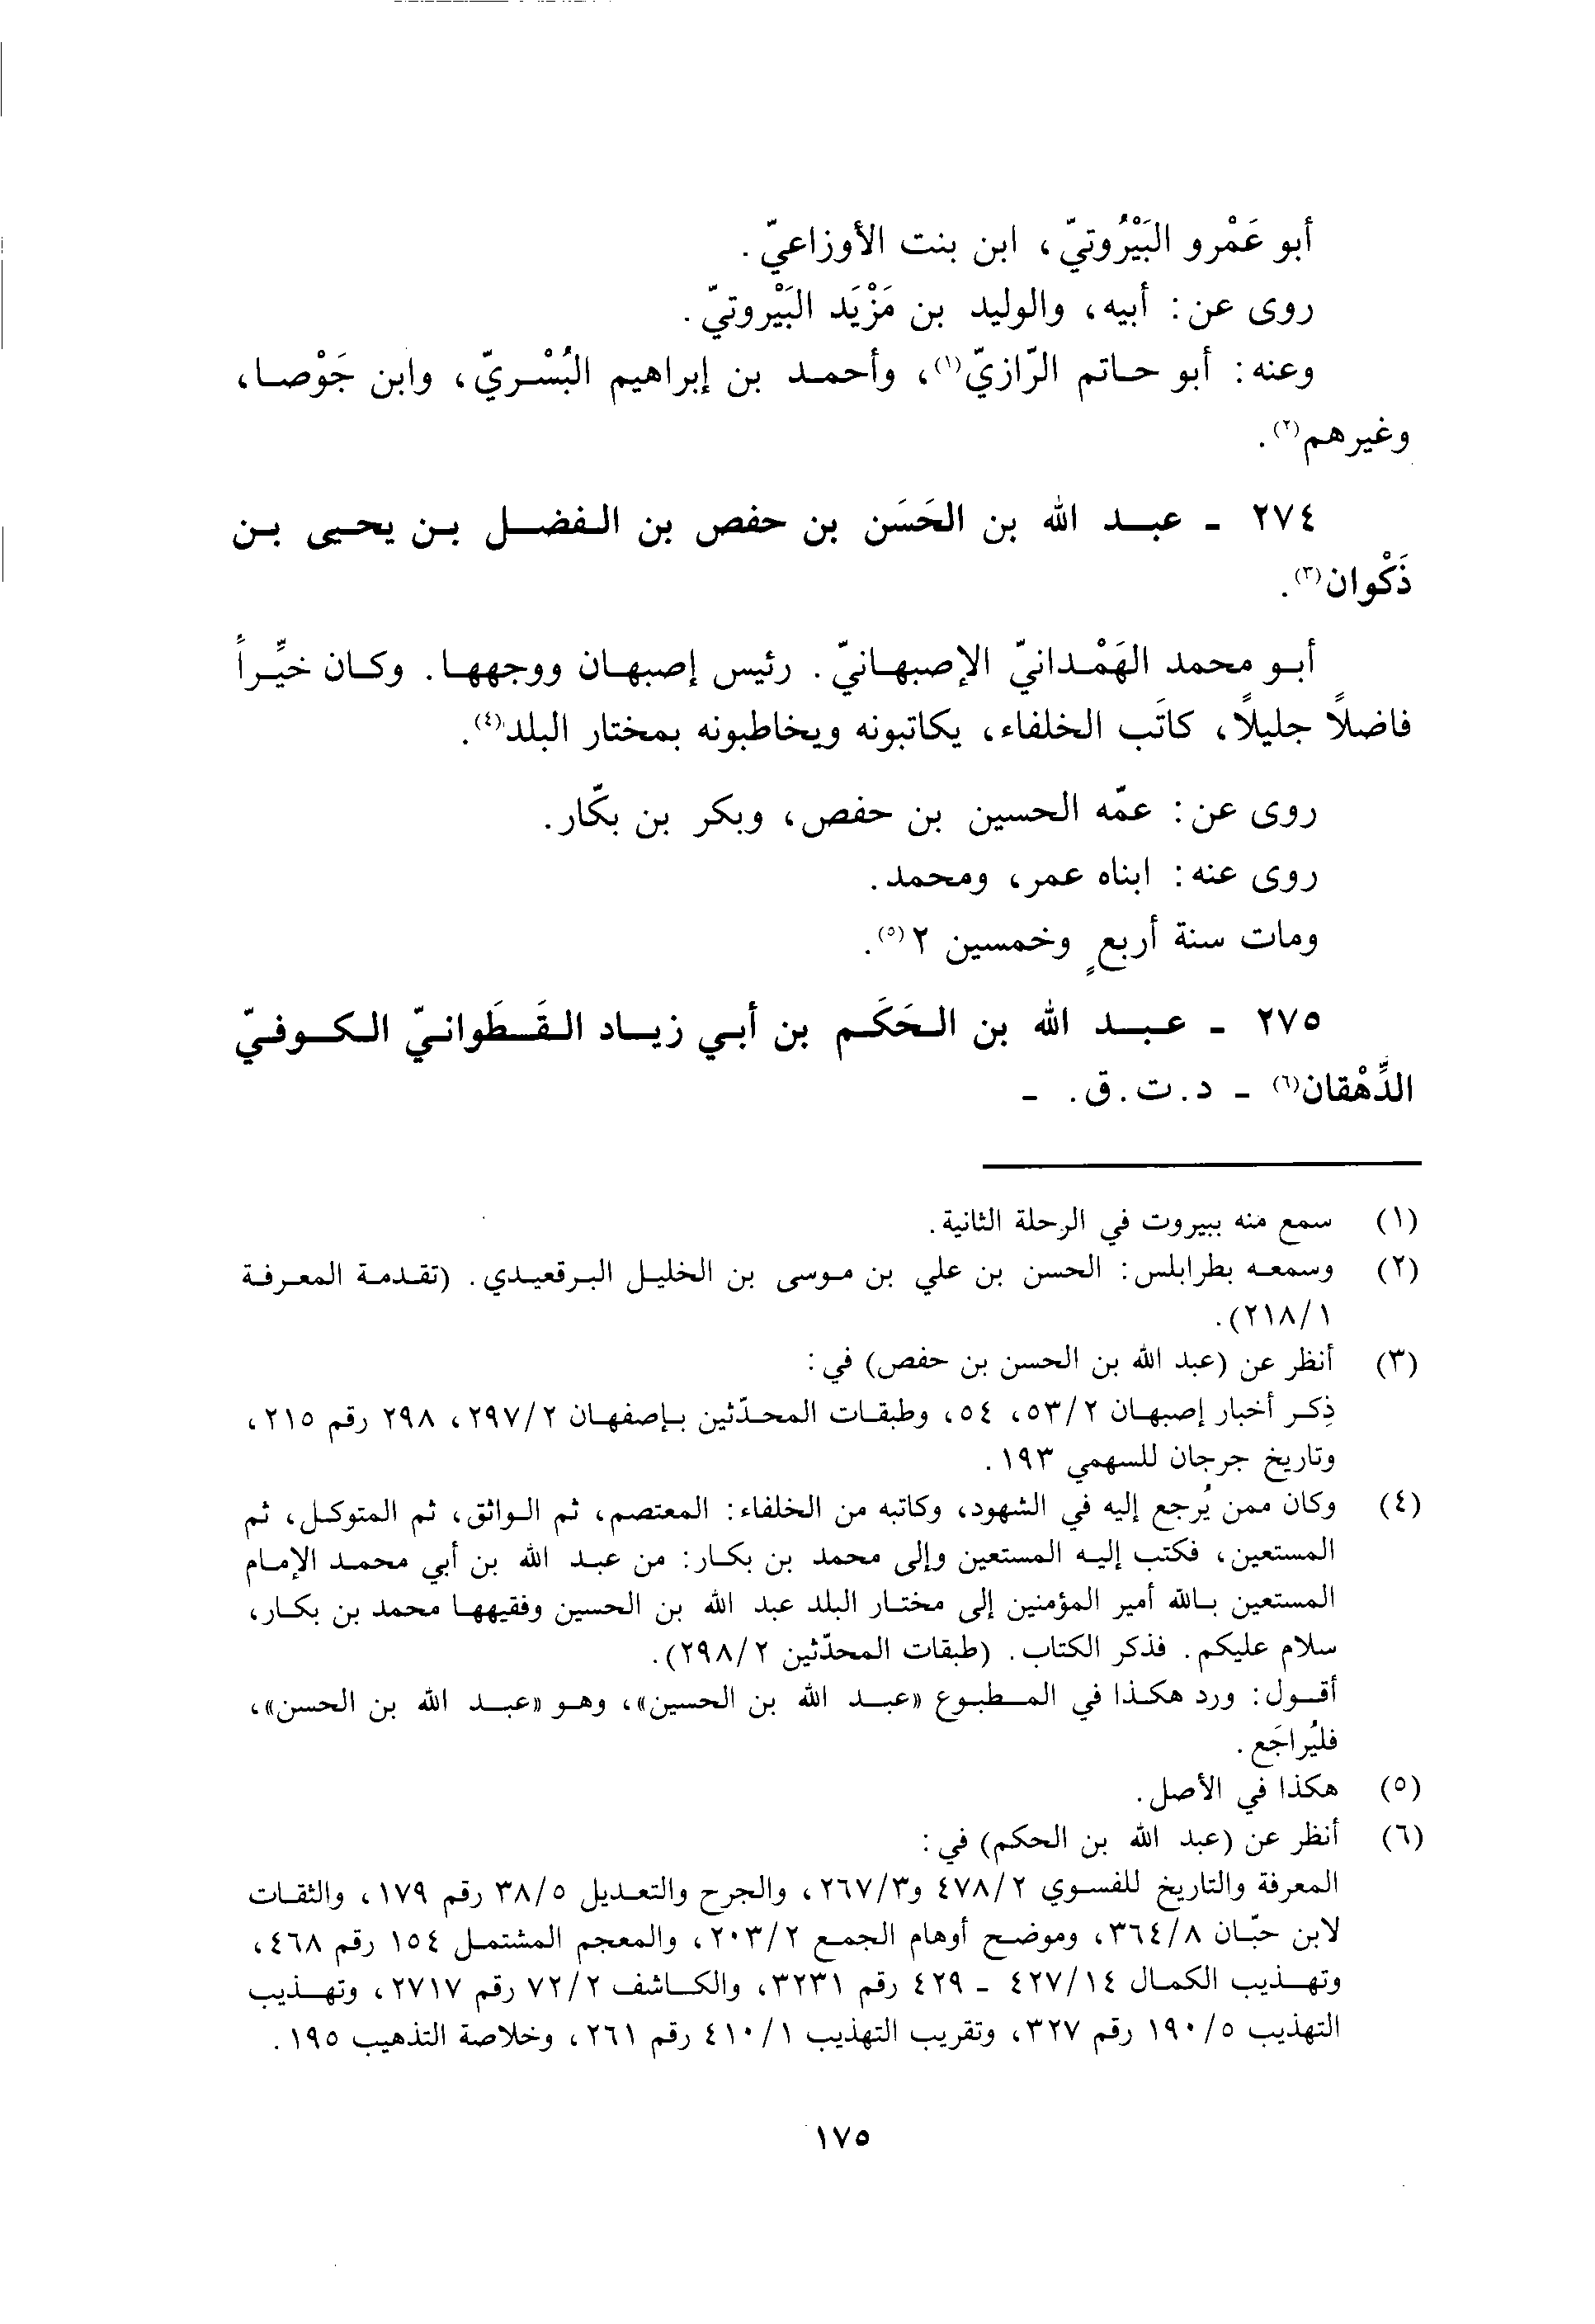 أبو عَمْرو البَيْرُوتيّ، ابن بنت الأوزاعيّ.
روى عن: أبيه، والوليد بن مَزْيَد البَيْروتيّ.
وعنه: أبو حاتم الرّازيّ(١)، وأحمد بن إبراهيم البُسْريّ، وابن جَوْصا،
وغيرهم(٢).
٢٧٤ - عبد الله بن الحَسَن بن حفص بن الفضل بن يحيى بن
ذَكْوان(٣).
أبو محمد الهَمْدانيّ الإصبهانيّ. رئيس إصبهان ووجهها. وكان خيِّراً
فاضلاً جليلاً، كاتَب الخلفاء، يكاتبونه ويخاطبونه بمختار البلد(٤).
روى عن: عمّه الحسين بن حفص، وبكر بن بكّار.
روى عنه: ابناه عمر، ومحمد.
ومات سنة أربعٍ وخمسين ٢(٥).
٢٧٥ - عبد الله بن الحَكَم بن أبي زياد القَطَوانيّ الكوفيّ
الدِّهْقان(٦) - د. ت. ق. -
(١) سمع منه ببيروت في الرحلة الثانية.
(٢) وسمعه بطرابلس: الحسن بن علي بن موسى بن الخليل البرقعيدي. (تقدمة المعرفة
٢١٨/١).
(٣) أنظر عن (عبد الله بن الحسن بن حفص) في:
ذِكر أخبار إصبهان ٥٣/٢، ٥٤، وطبقات المحدّثين بإصفهان ٢٩٧/٢، ٢٩٨ رقم ٢١٥،
وتاريخ جرجان للسهمي ١٩٣.
(٤) وكان ممن يُرجع إليه في الشهود، وكاتبه من الخلفاء: المعتصم، ثم الواثق، ثم المتوكل، ثم
المستعين، فكتب إليه المستعين وإلى محمد بن بكار: من عبد الله بن أبي محمد الإمام
المستعين بالله أمير المؤمنين إلى مختار البلد عبد الله بن الحسين وفقيهها محمد بن بكار،
سلام عليكم. فذكر الكتاب. (طبقات المحدّثين ٢٩٨/٢).
أقول: ورد هكذا في المطبوع «عبد الله بن الحسين»، وهو «عبد الله بن الحسن»،
فليُراجَع.
(٥) هكذا في الأصل.
(٦) أنظر عن (عبد الله بن الحكم) في:
المعرفة والتاريخ للفسوي ٤٧٨/٢ و٢٦٧/٣، والجرح والتعديل ٣٨/٥ رقم ١٧٩، والثقات
لابن حبّان ٣٦٤/٨، وموضح أوهام الجمع ٢٠٣/٢، والمعجم المشتمل ١٥٤ رقم ٤٦٨،
وتهذيب الكمال ٤٢٧/١٤ - ٤٢٩ رقم ٣٢٣١، والكاشف ٧٢/٢ رقم ٢٧١٧، وتهذيب
التهذيب ١٩٠/٥ رقم ٣٢٧، وتقريب التهذيب ٤١٠/١ رقم ٢٦١، وخلاصة التذهيب ١٩٥.
١٧٥